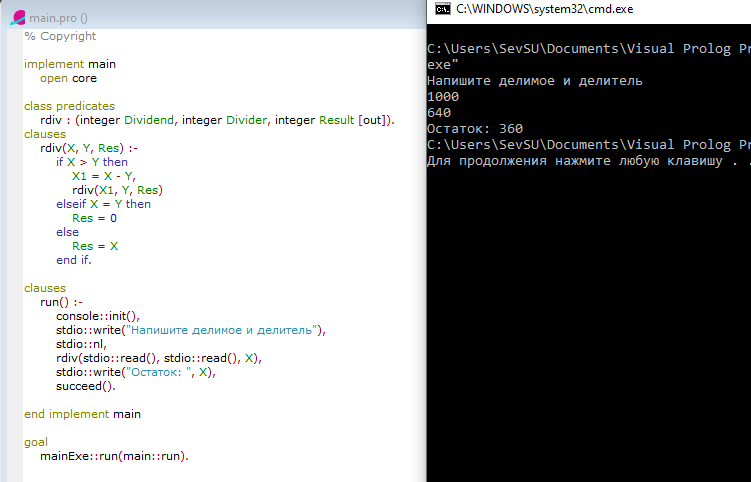 main.pro ()
% Copyright
implement main
open core
class predicates
rdiv : (integer Dividend, integer Divider, integer Result [out]).
clauses
rdiv(X, Y, Res) :-
if X > Y then
X1 = X - Y,
rdiv(X1, Y, Res)
elseif X = Y then
Res = 0
else
Res = X
end if.
clauses
run() :-
console::init(),
stdio::write("Напишите делимое и делитель"),
stdio::nl,
rdiv(stdio::read(), stdio::read(), X),
stdio::write("Остаток: ", X),
succeed().
end implement main
goal
mainExe::run(main::run).
C:\WINDOWS\system32\cmd.exe
C:\Users\SevSU\Documents\Visual Prolog Pr
exe"
Напишите делимое и делитель
1000
640
Остаток: 360
C:\Users\SevSU\Documents\Visual Prolog Pr
Для продолжения нажмите любую клавишу . .